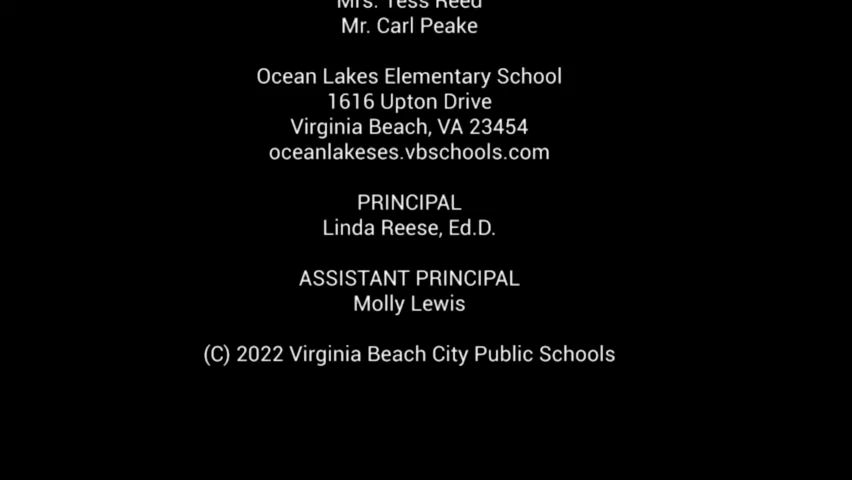 Mrs. Tess Reed
Mr. Carl Peake
Ocean Lakes Elementary School
1616 Upton Drive
Virginia Beach, VA 23454
oceanlakeses.vbschools.com
PRINCIPAL
Linda Reese, Ed.D.
ASSISTANT PRINCIPAL
Molly Lewis
(C) 2022 Virginia Beach City Public Schools